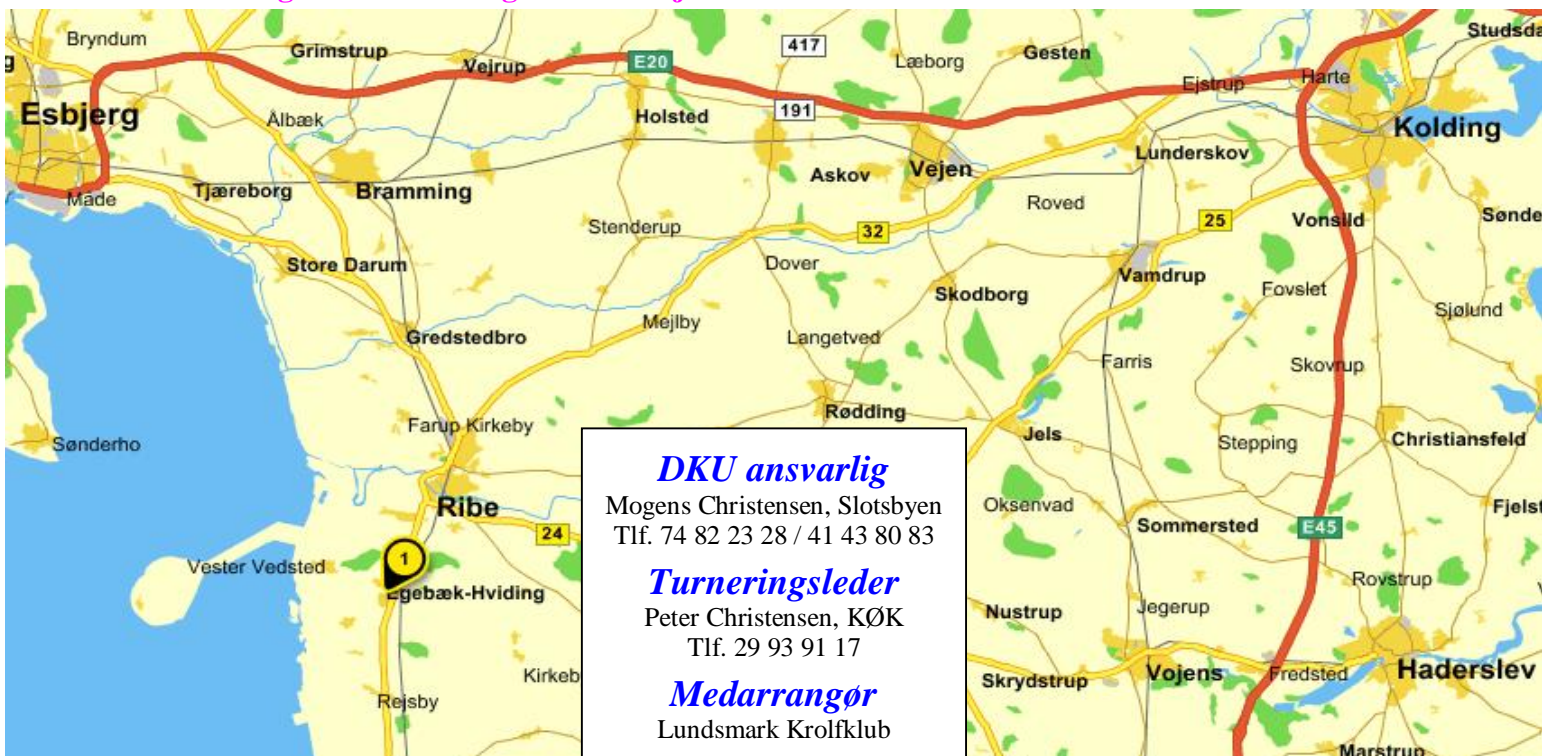 Bryndum
Grimstrup
Vejrup
E20
417
Læborg
Gesten
Ejstrup
Harte
Esbjerg
Ålbæk
Holsted
191
Kolding
Lunderskov
Askov
Vejen
Måde
Tjæreborg
Bramming
Roved
Stenderup
32
25
Vonsild
Store Darum
Dover
Vamdrup
Skodborg
Fovslet
Sjølund
Gredstedbro
Mejlby
Langetved
Farris
Skovrup
Sønderho
Farup Kirkeby
Rødding
Jels
Stepping
Christiansfeld
Ribe
24
Oksenvad
Sommersted
E45
Vester Vedsted
1
Egebæk-Hviding
Rovstrup
Nustrup
Jegerup
Rejsby
Skrydstrup
Vojens
Fredsted
Haderslev
DKU ansvarlig
Mogens Christensen, Slotsbyen
Tlf. 74 82 23 28 / 41 43 80 83
Turneringsleder
Peter Christensen, KØK
Tlf. 29 93 91 17
Medarrangør
Lundsmark Krolfklub